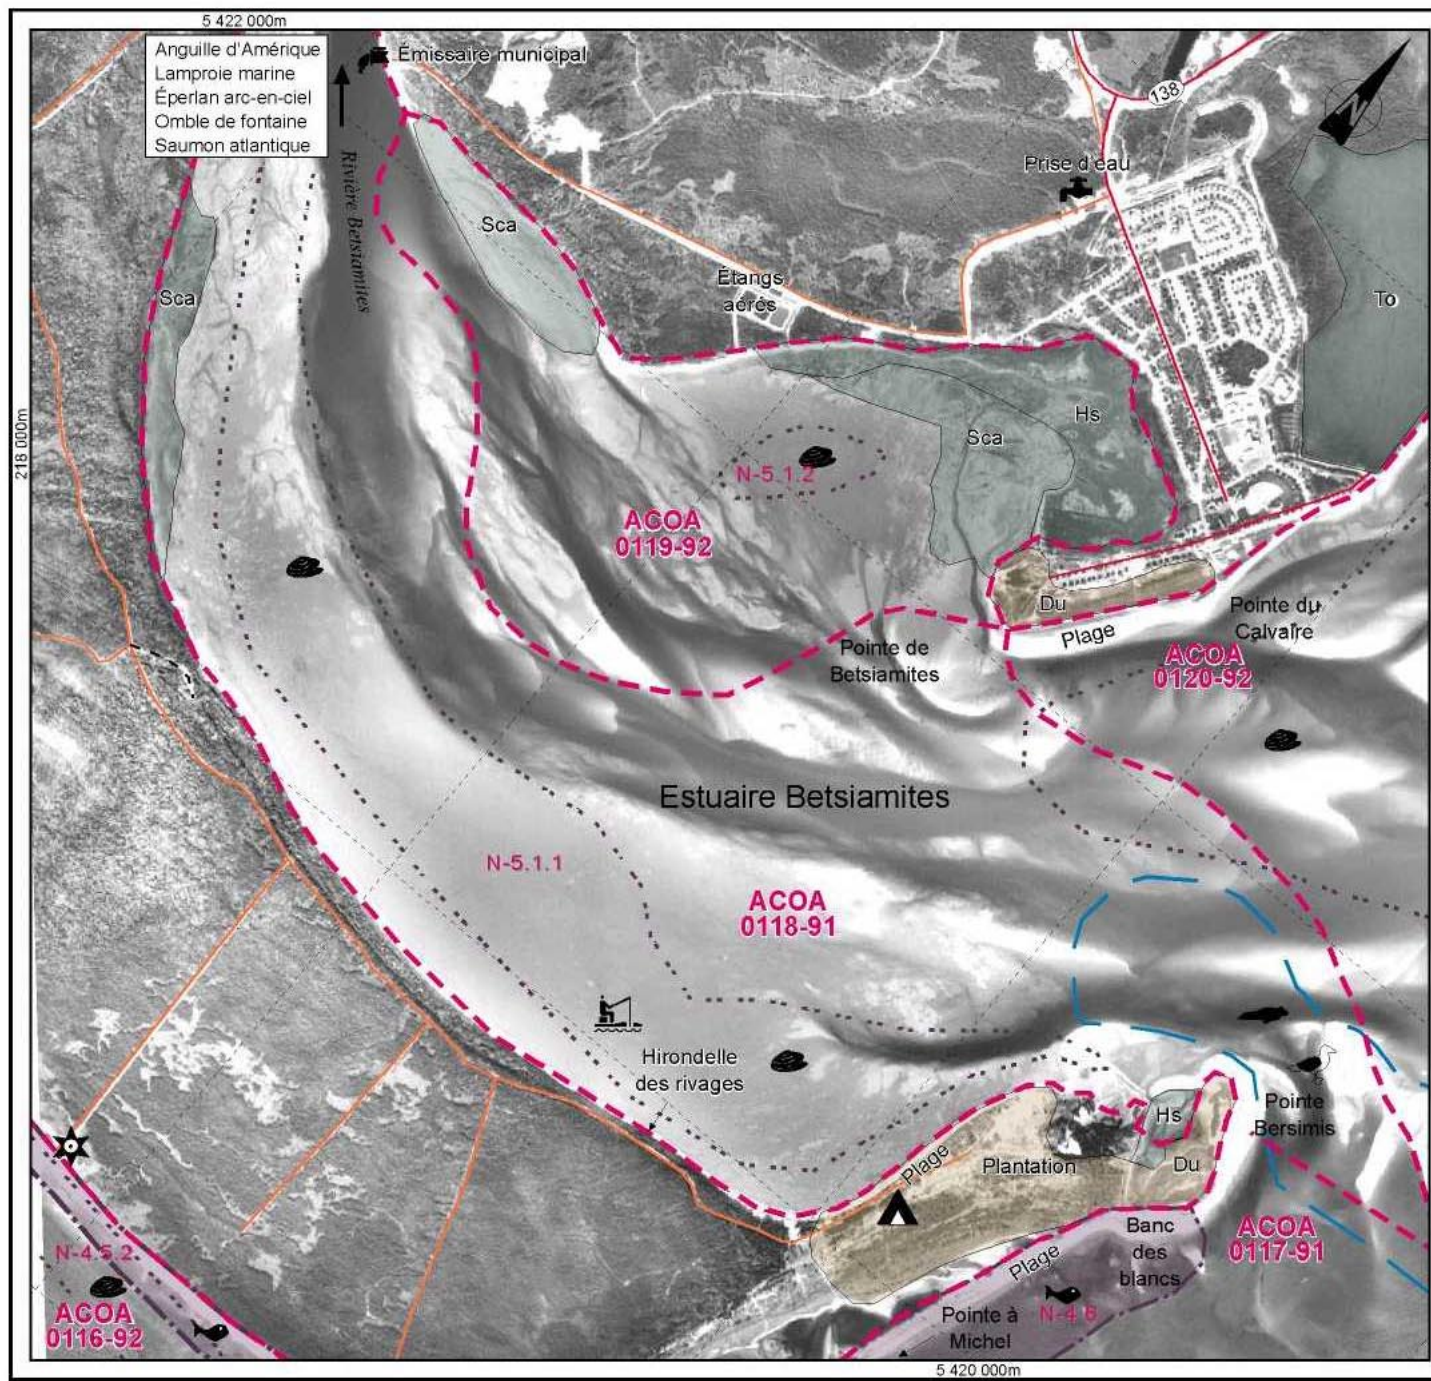 5 422 000m
Anguille d'Amérique
Lamproie marine
Éperlan arc-en-ciel
Omble de fontaine
Saumon atlantique
Émissaire municipal
138
N
Prise d'eau
Rivière Betsiamites
Sca
Sca
Étangs
aérés
To
218 000m
Hs
Sca
N-5.1.2
ACOA
0119-92
Du
Plage
Pointe du
Calvaire
Pointe de
Betsiamites
ACOA
0120-92
Estuaire Betsiamites
N-5.1.1
ACOA
0118-91
Hirondelle
des rivages
Hs
Pointe
Bersimis
Plage
Plantation
Du
N-4.5.2
Banc
des
blancs
ACOA
0117-91
Plage
ACOA
0116-92
Pointe à
Michel
N-4.6
5 420 000m